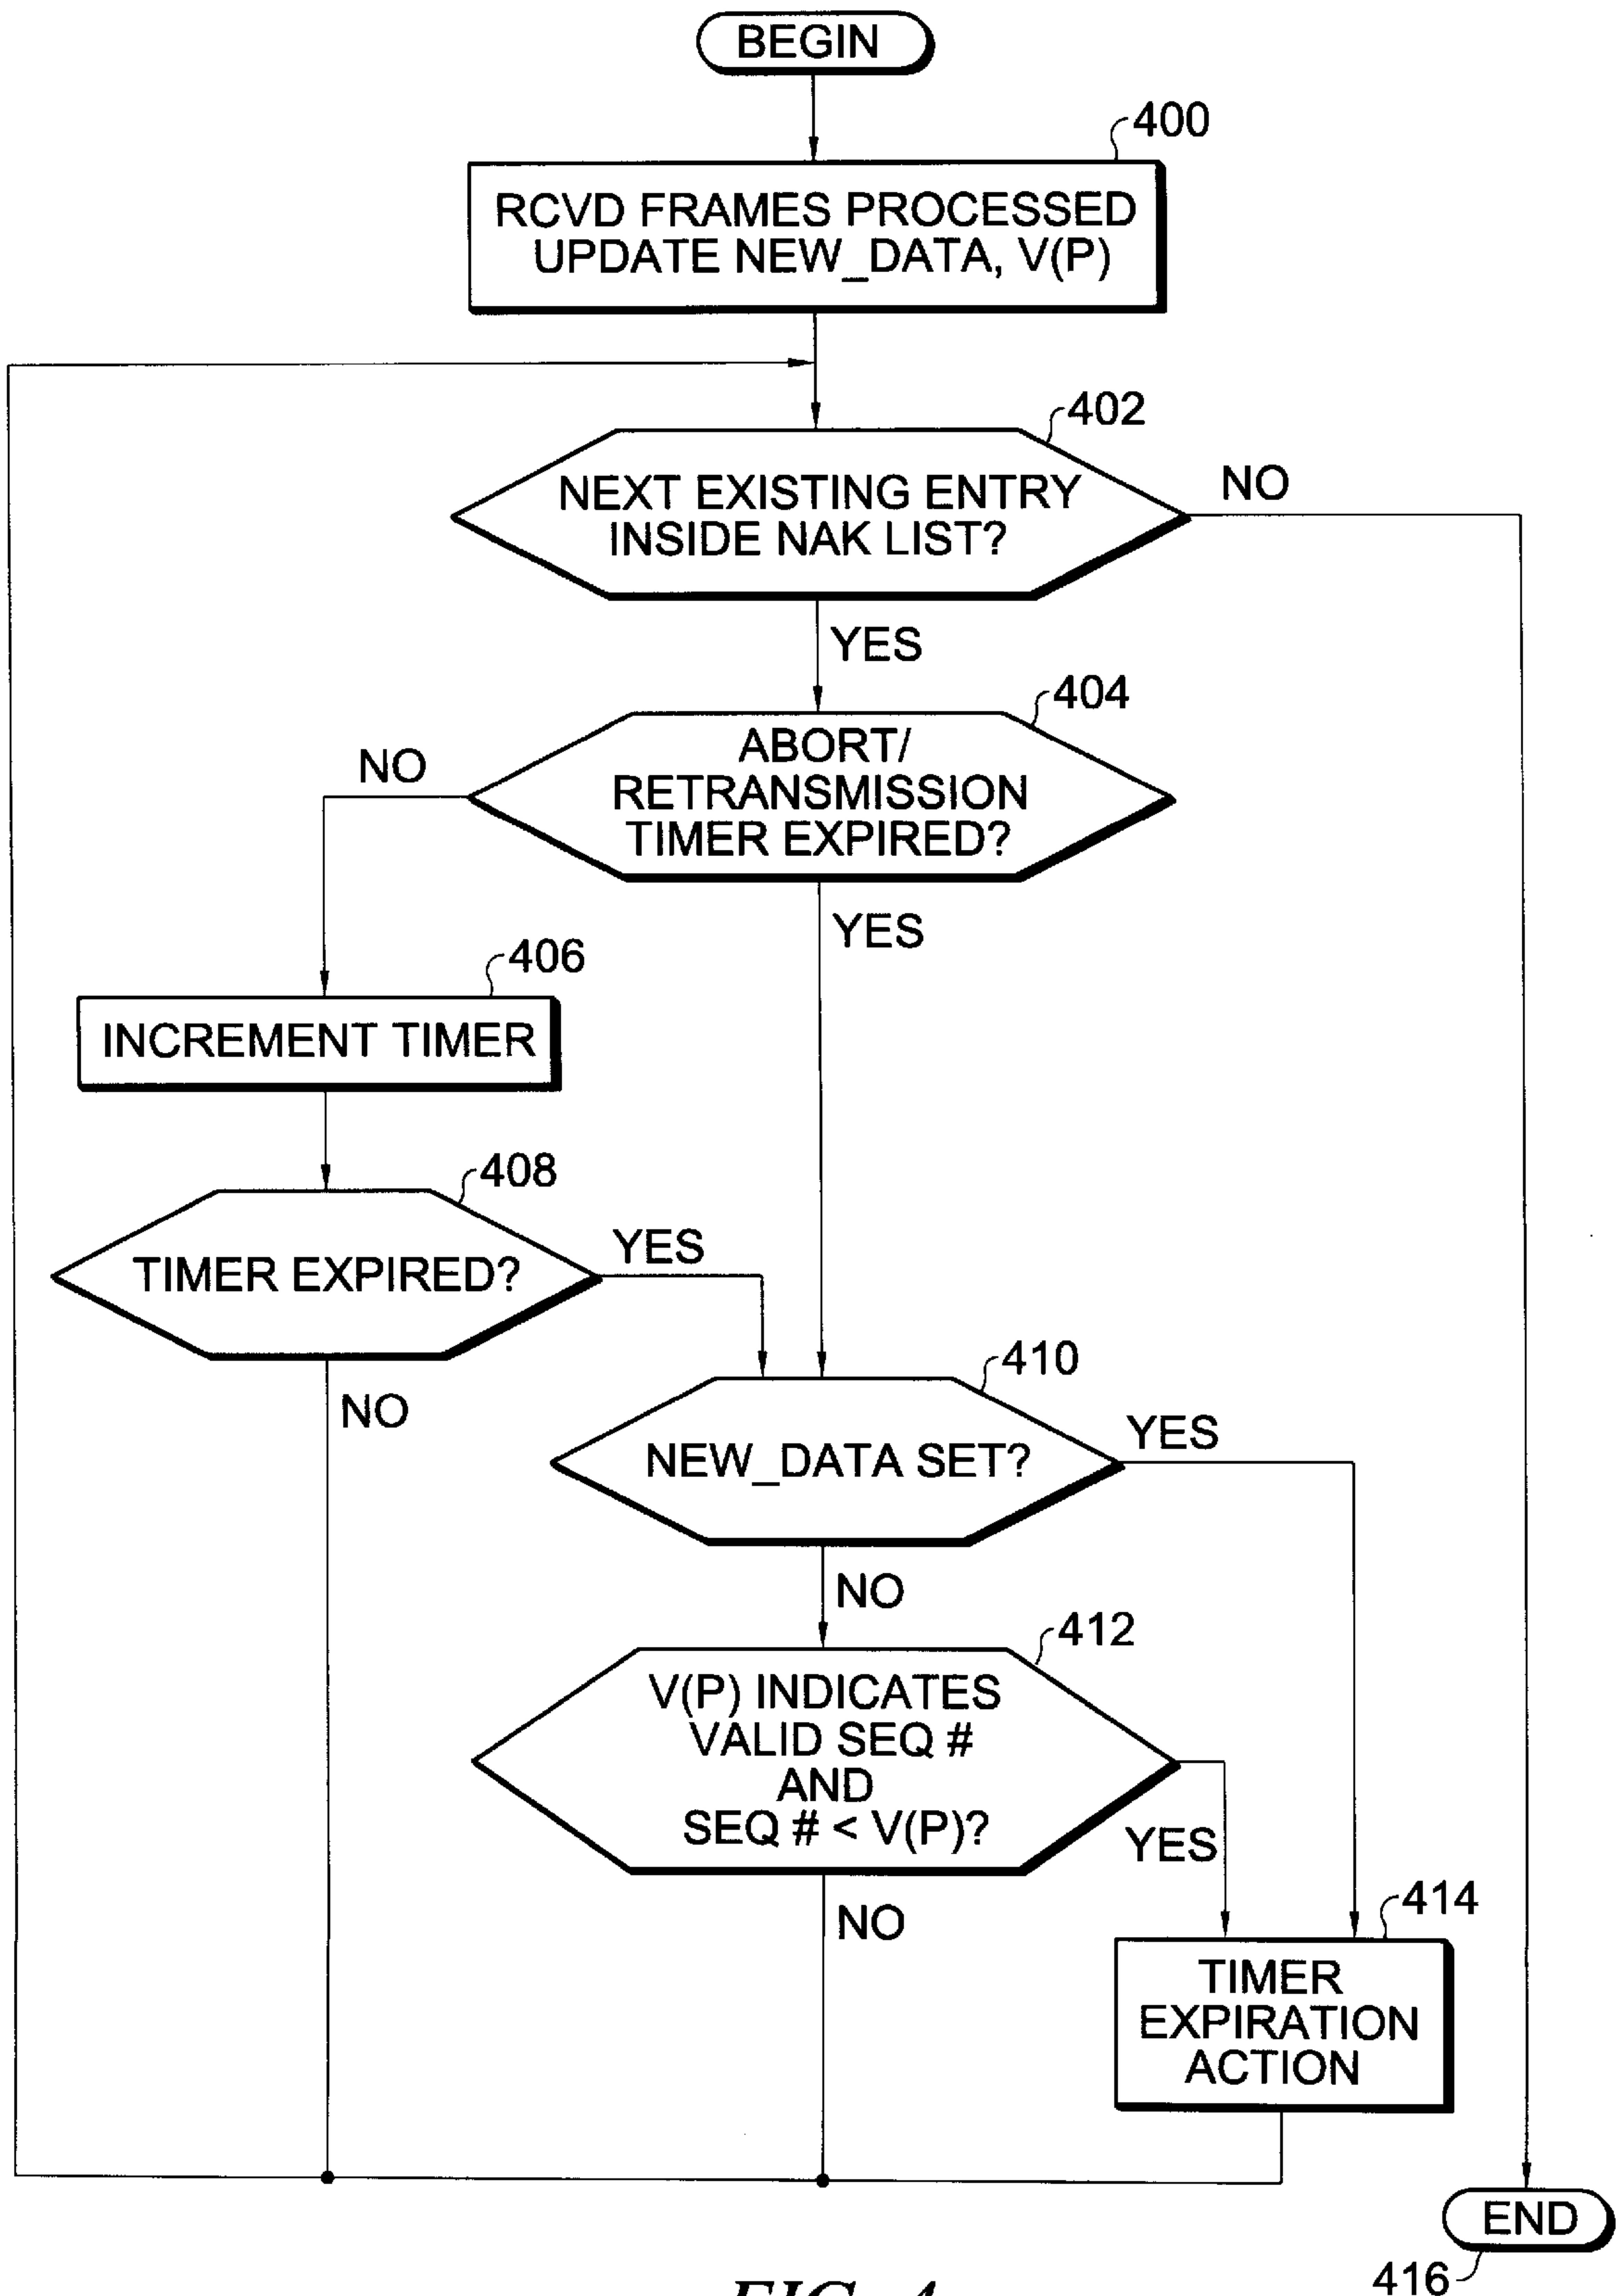 BEGIN
400
RCVD FRAMES PROCESSED
UPDATE NEW_DATA, V(P)
402
NEXT EXISTING ENTRY
INSIDE NAK LIST?
NO
YES
404
ABORT/
RETRANSMISSION
TIMER EXPIRED?
NO
YES
406
INCREMENT TIMER
408
TIMER EXPIRED?
YES
NO
410
NEW_DATA SET?
YES
NO
412
V(P) INDICATES
VALID SEQ #
AND
SEQ # < V(P)?
YES
NO
414
TIMER
EXPIRATION
ACTION
END
416
FIG. 4